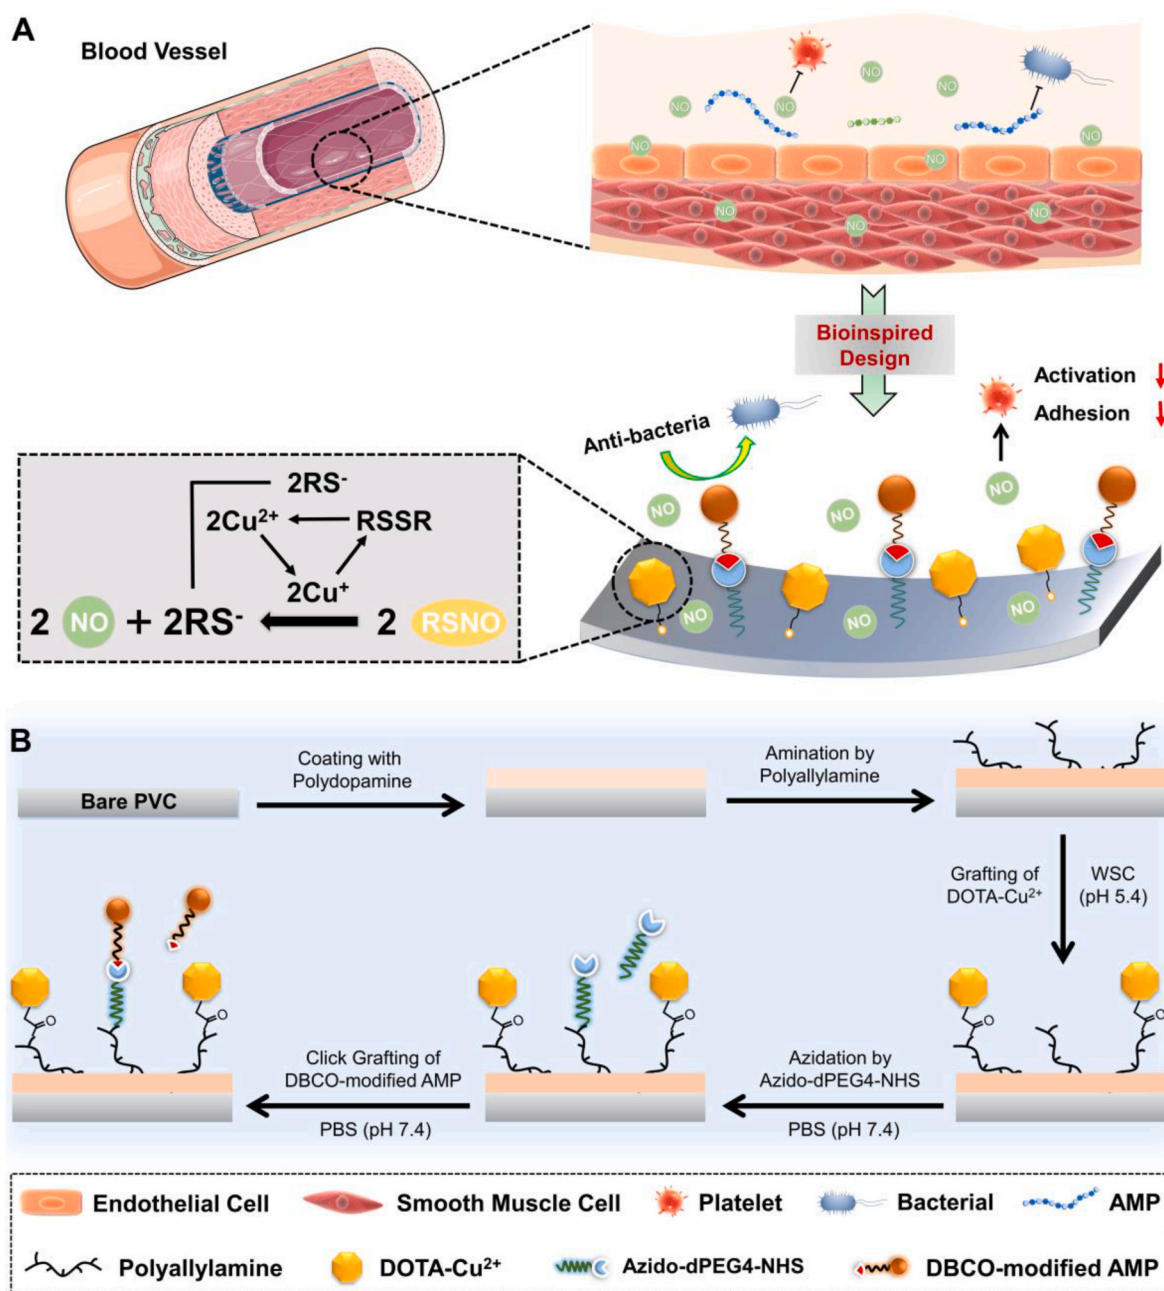 A
Blood Vessel
NO
NO
NO
NO
NO
NO
NO
NO
NO
NO
Bioinspired
Design
Activation
Adhesion
Anti-bacteria
NO
NO
NO
NO
NO
NO
2RS⁻
2Cu²⁺
RSSR
2Cu⁺
2 NO + 2RS⁻ 2 RSNO
B
Bare PVC
Coating with
Polydopamine
Amination by
Polyallylamine
Grafting of
DOTA-Cu²⁺
WSC
(pH 5.4)
O
O
O
O
O
O
Click Grafting of
DBCO-modified AMP
PBS (pH 7.4)
Azidation by
Azido-dPEG4-NHS
PBS (pH 7.4)
Endothelial Cell
Smooth Muscle Cell
Platelet
Bacterial
AMP
Polyallylamine
DOTA-Cu²⁺
Azido-dPEG4-NHS
DBCO-modified AMP